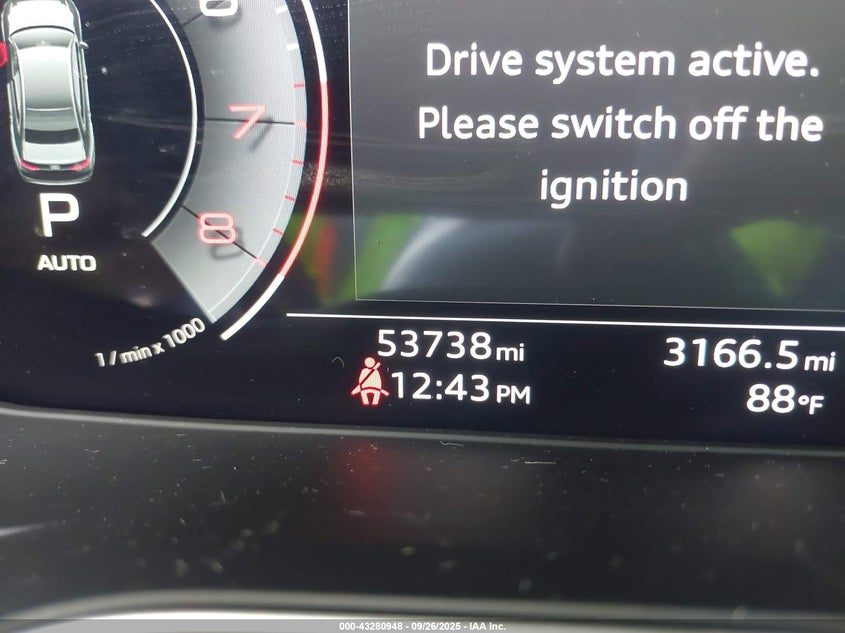 Drive system active.
Please switch off the
ignition
7
8
P
AUTO
1 / min x 1000
53738 mi
3166.5 mi
12:43 PM
88°F
000-43280948 - 09/26/2025 - IAA Inc.